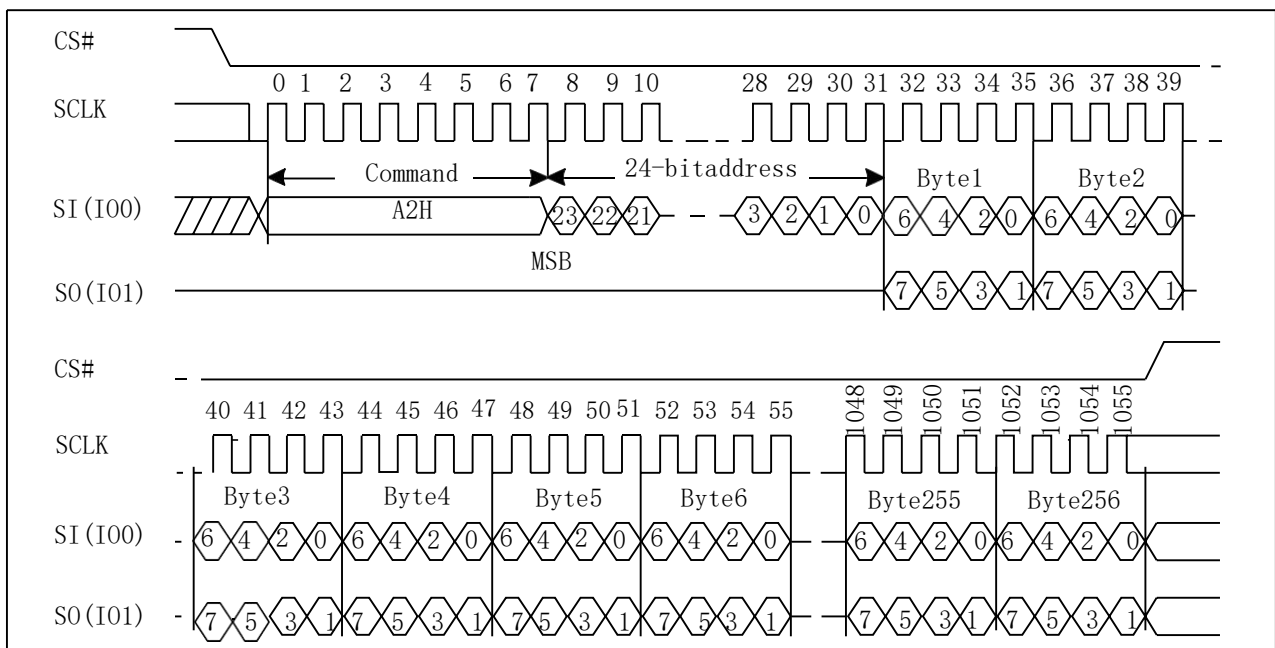 CS#
0 1 2 3 4 5 6 7 8 9 10 28 29 30 31 32 33 34 35 36 37 38 39
SCLK
Command 24-bitaddress Byte1 Byte2
SI(IO0) A2H 23 22 21 3 2 1 0 6 4 2 0 6 4 2 0
MSB
SO(IO1) 7 5 3 1 7 5 3 1
CS#
40 41 42 43 44 45 46 47 48 49 50 51 52 53 54 55 1048 1049 1050 1051 1052 1053 1054 1055
SCLK
Byte3 Byte4 Byte5 Byte6 Byte255 Byte256
SI(IO0) 6 4 2 0 6 4 2 0 6 4 2 0 6 4 2 0 6 4 2 0 6 4 2 0
SO(IO1) 7 5 3 1 7 5 3 1 7 5 3 1 7 5 3 1 7 5 3 1 7 5 3 1